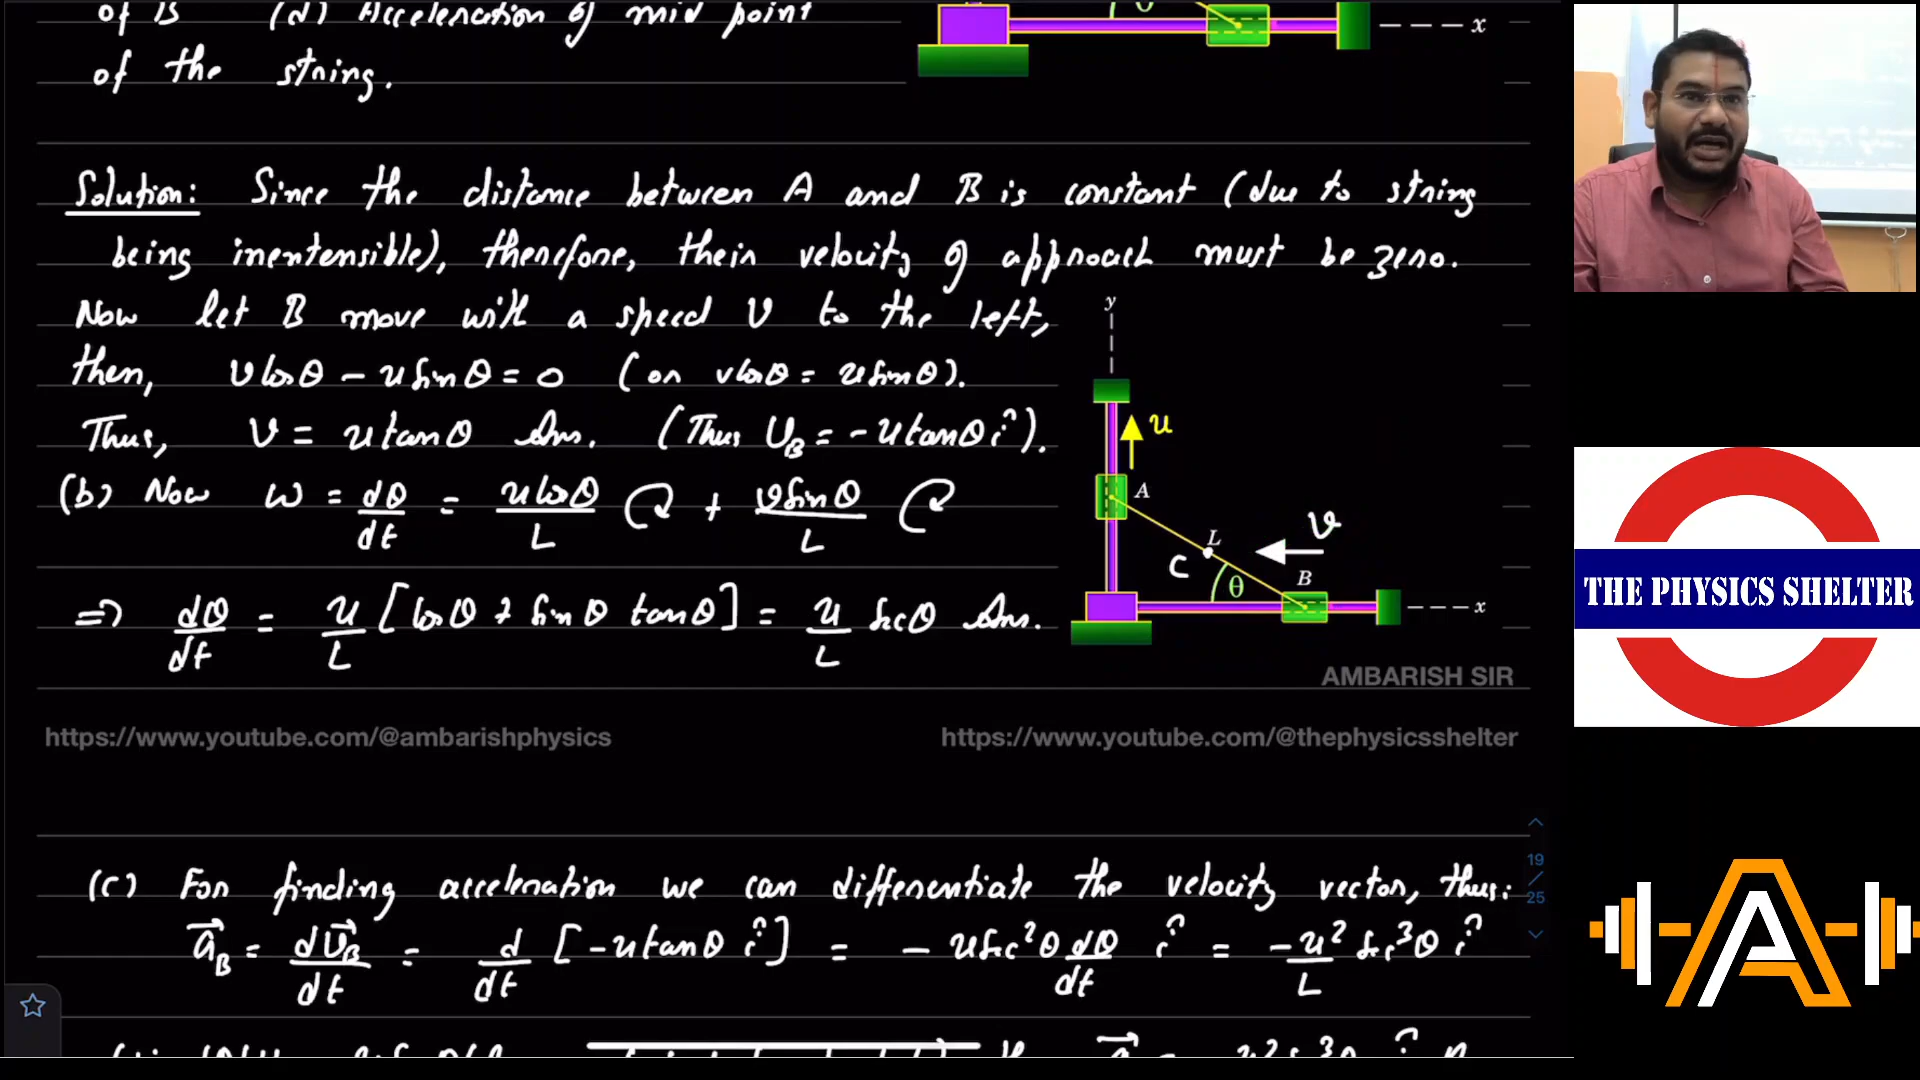 of B (d) Acceleration of mid point
of the string.
θ
x
Solution: Since the distance between A and B is constant (due to string
being inextensible), therefore, their velocity of approach must be zero.
Now let B move with a speed v to the left,
then, v cosθ – u sinθ = 0 (or v cosθ = u sinθ).
Thus, v = u tanθ Ans. (Thus v_B = – u tanθ î).
(b) Now ω = dθ/dt = u cosθ/L ↻ + v sinθ/L ↻
⇒ dθ/dt = u/L [cosθ + sinθ tanθ] = u/L secθ Ans.
y
u
A
L
C
v
θ
B
x
AMBARISH SIR
https://www.youtube.com/@ambarishphysics
https://www.youtube.com/@thephysicsshelter
(c) For finding acceleration we can differentiate the velocity vector, thus:
a⃗_B = dv⃗_B/dt = d/dt [– u tanθ î] = – u sec²θ dθ/dt î = –u²/L sec³θ î
19
/
25
THE PHYSICS SHELTER